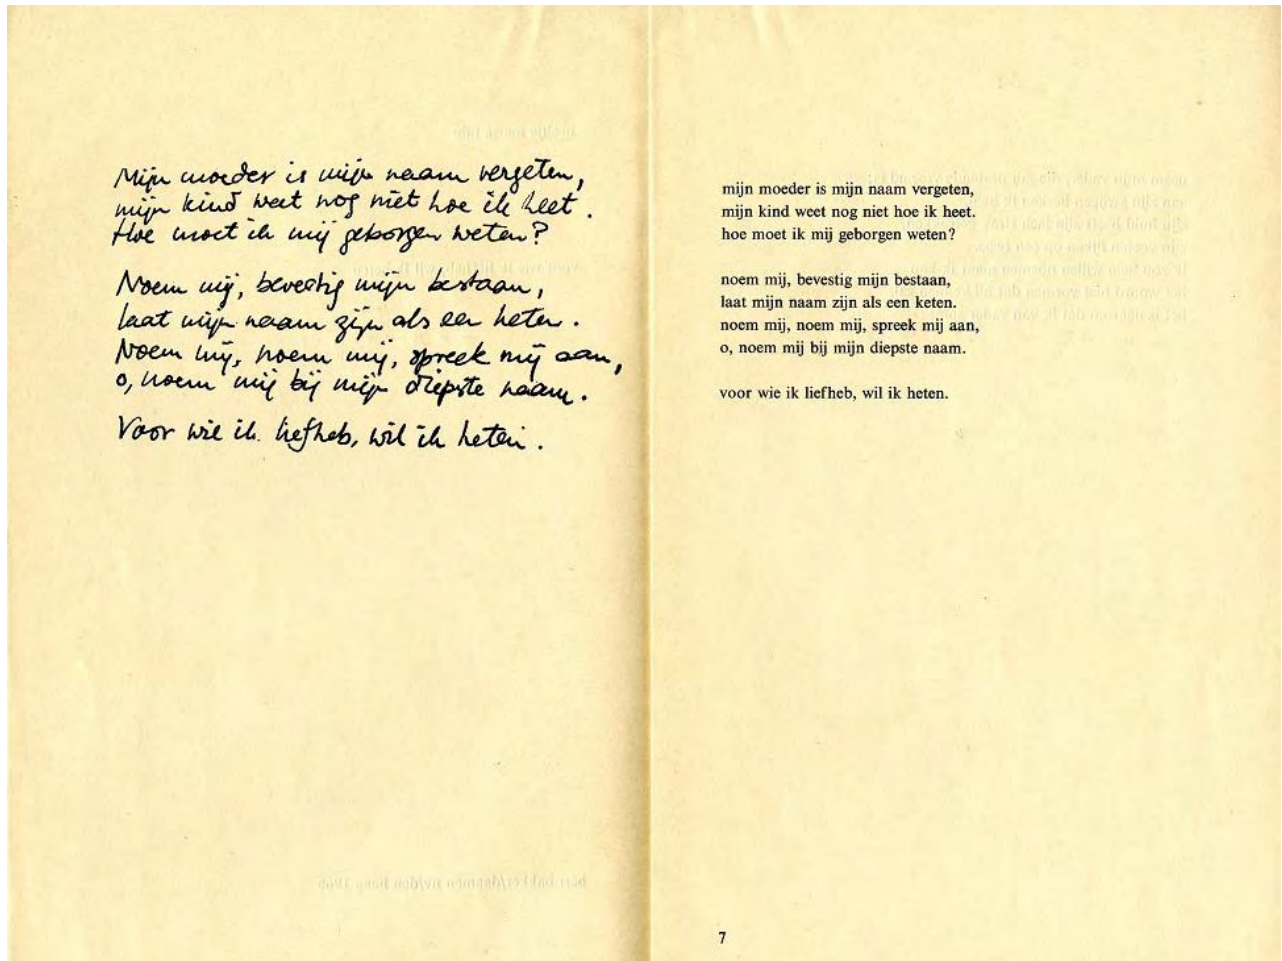 Mijn moeder is mijn naam vergeten,
mijn kind weet nog niet hoe ik heet.
Hoe moet ik mij geborgen weten?
Noem mij, bevestig mijn bestaan,
laat mijn naam zijn als een keten.
Noem mij, noem mij, spreek mij aan,
o, noem mij bij mijn diepste naam.
Voor wie ik liefheb, wil ik heten.
mijn moeder is mijn naam vergeten,
mijn kind weet nog niet hoe ik heet.
hoe moet ik mij geborgen weten?
noem mij, bevestig mijn bestaan,
laat mijn naam zijn als een keten.
noem mij, noem mij, spreek mij aan,
o, noem mij bij mijn diepste naam.
voor wie ik liefheb, wil ik heten.
7